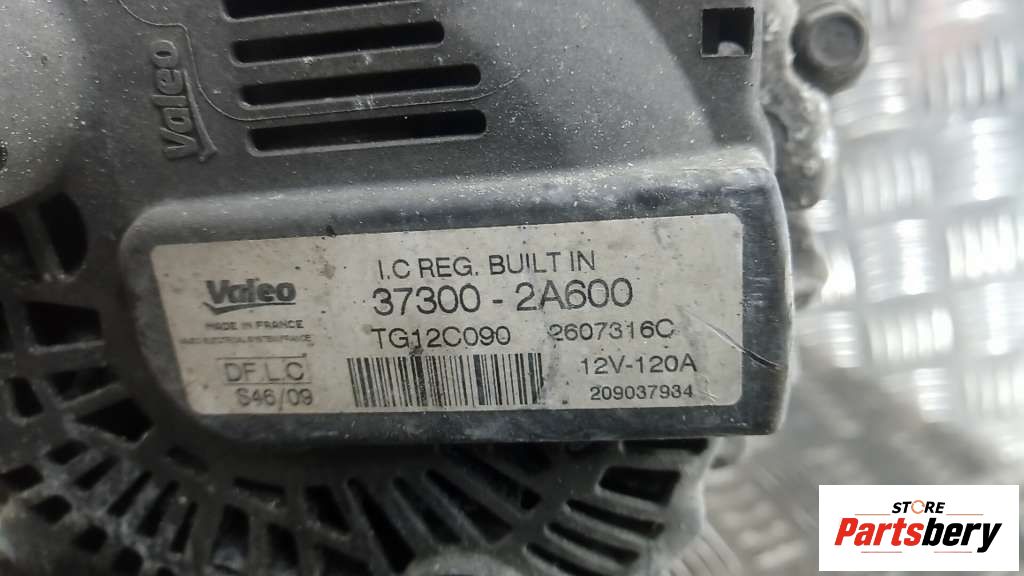 Valeo
I.C REG. BUILT IN
37300 - 2A600
Valeo
MADE IN FRANCE
TG12C090 2607316C
DF.L.C
12V-120A
S46/09
209037934
STORE
Partsbery